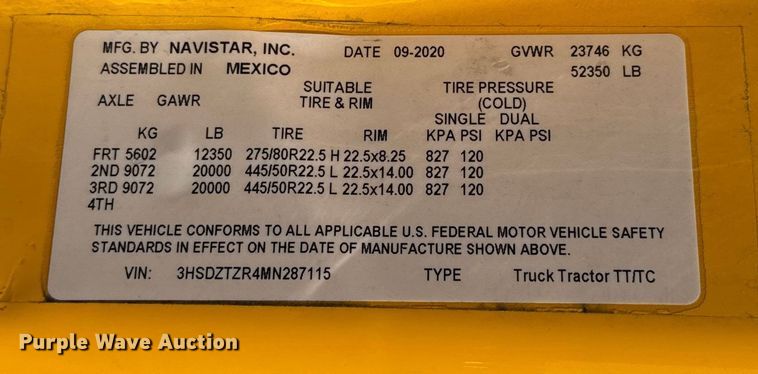 MFG. BY NAVISTAR, INC. DATE 09-2020 GVWR 23746 KG
ASSEMBLED IN MEXICO 52350 LB
SUITABLE TIRE PRESSURE
AXLE GAWR TIRE & RIM (COLD)
SINGLE DUAL
KG LB TIRE RIM KPA PSI KPA PSI
FRT 5602 12350 275/80R22.5 H 22.5x8.25 827 120
2ND 9072 20000 445/50R22.5 L 22.5x14.00 827 120
3RD 9072 20000 445/50R22.5 L 22.5x14.00 827 120
4TH
THIS VEHICLE CONFORMS TO ALL APPLICABLE U.S. FEDERAL MOTOR VEHICLE SAFETY
STANDARDS IN EFFECT ON THE DATE OF MANUFACTURE SHOWN ABOVE.
VIN: 3HSDZTZR4MN287115 TYPE Truck Tractor TT/TC
Purple Wave Auction